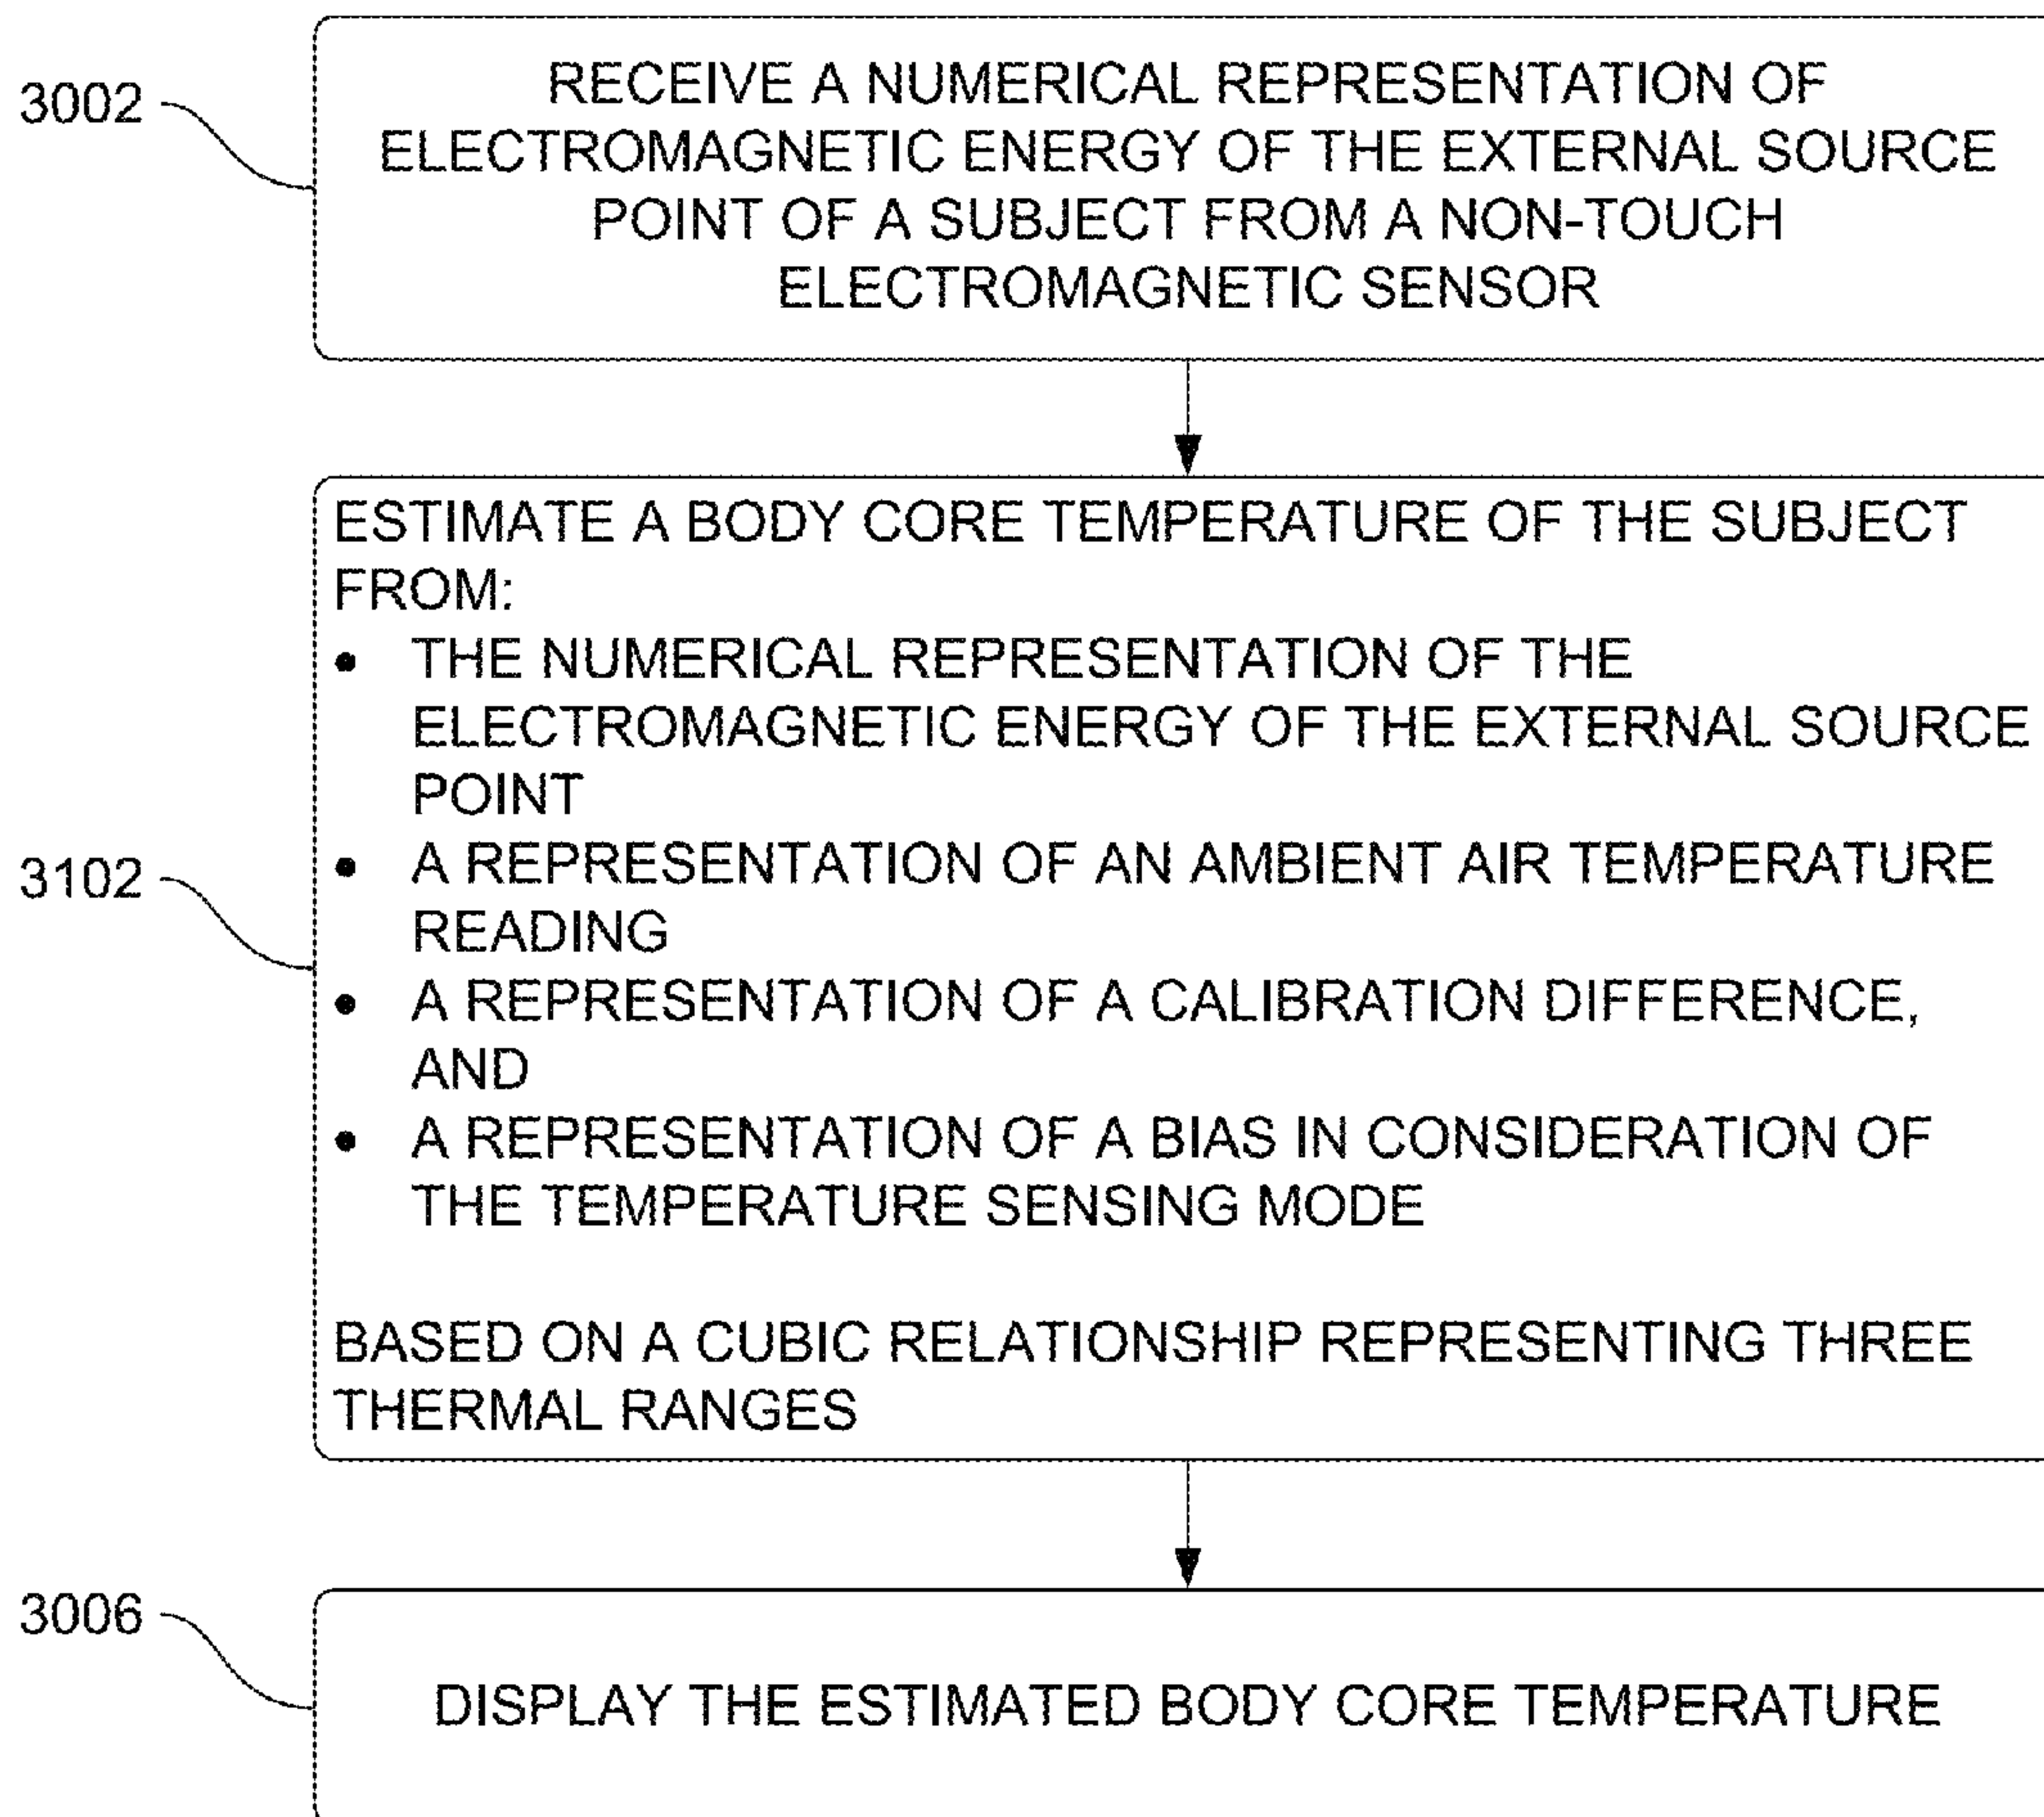 3002
RECEIVE A NUMERICAL REPRESENTATION OF
ELECTROMAGNETIC ENERGY OF THE EXTERNAL SOURCE
POINT OF A SUBJECT FROM A NON-TOUCH
ELECTROMAGNETIC SENSOR
3102
ESTIMATE A BODY CORE TEMPERATURE OF THE SUBJECT
FROM:
• THE NUMERICAL REPRESENTATION OF THE
ELECTROMAGNETIC ENERGY OF THE EXTERNAL SOURCE
POINT
• A REPRESENTATION OF AN AMBIENT AIR TEMPERATURE
READING
• A REPRESENTATION OF A CALIBRATION DIFFERENCE,
AND
• A REPRESENTATION OF A BIAS IN CONSIDERATION OF
THE TEMPERATURE SENSING MODE
BASED ON A CUBIC RELATIONSHIP REPRESENTING THREE
THERMAL RANGES
3006
DISPLAY THE ESTIMATED BODY CORE TEMPERATURE